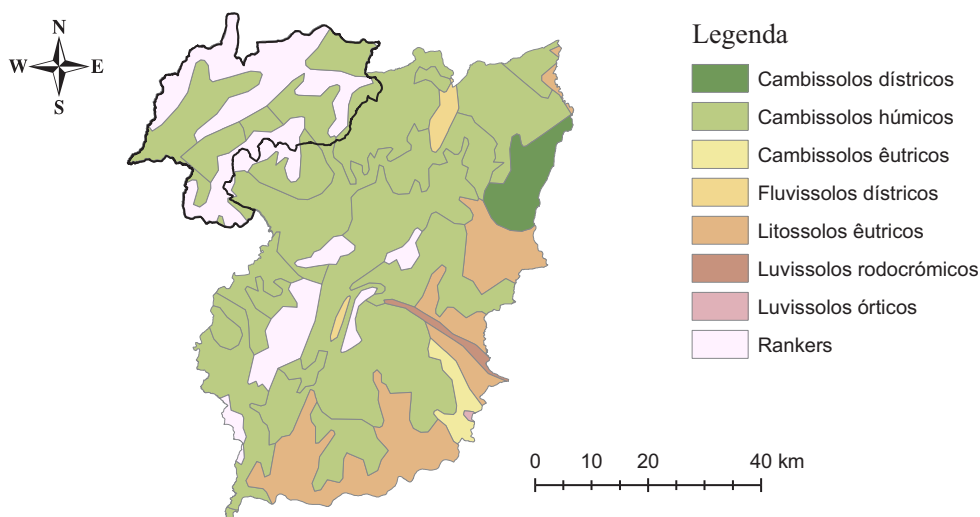 N
W E
S
Legenda
Cambissolos dístricos
Cambissolos húmicos
Cambissolos êutricos
Fluvissolos dístricos
Litossolos êutricos
Luvissolos rodocrómicos
Luvissolos órticos
Rankers
0 10 20 40 km